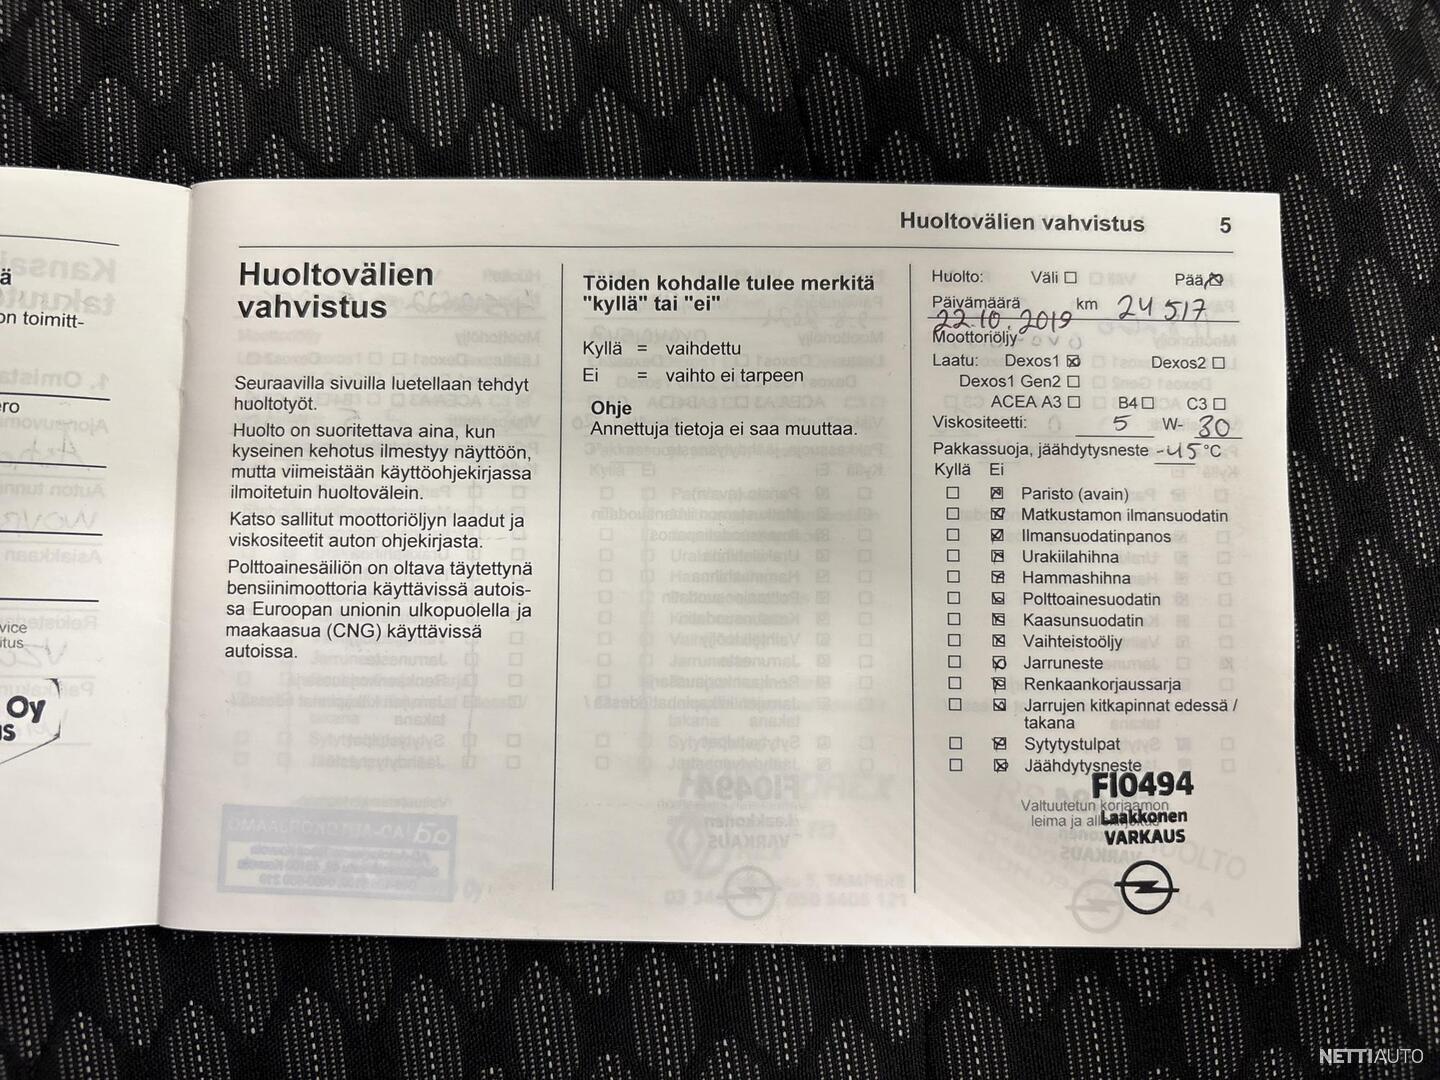 ä
on toimitt-
ero
vice
itus
Oy
us
Huoltovälien vahvistus 5
Huoltovälien
vahvistus
Seuraavilla sivuilla luetellaan tehdyt
huoltotyöt.
Huolto on suoritettava aina, kun
kyseinen kehotus ilmestyy näyttöön,
mutta viimeistään käyttöohjekirjassa
ilmoitetuin huoltovälein.
Katso sallitut moottoriöljyn laadut ja
viskositeetit auton ohjekirjasta.
Polttoainesäiliön on oltava täytettynä
bensiinimoottoria käyttävissä autois-
sa Euroopan unionin ulkopuolella ja
maakaasua (CNG) käyttävissä
autoissa.
Töiden kohdalle tulee merkitä
"kyllä" tai "ei"
Kyllä = vaihdettu
Ei = vaihto ei tarpeen
Ohje
Annettuja tietoja ei saa muuttaa.
Huolto: Väli ☐ Pää ☒
Päivämäärä km 24 517
22.10.2019
Moottoriöljy
Laatu: Dexos1 ☒ Dexos2 ☐
Dexos1 Gen2 ☐
ACEA A3 ☐ B4 ☐ C3 ☐
Viskositeetti: 5 W- 30
Pakkassuoja, jäähdytysneste -45 °C
Kyllä Ei
☐ ☒ Paristo (avain)
☐ ☒ Matkustamon ilmansuodatin
☐ ☒ Ilmansuodatinpanos
☐ ☒ Urakiilahihna
☐ ☒ Hammashihna
☐ ☒ Polttoainesuodatin
☐ ☒ Kaasunsuodatin
☐ ☒ Vaihteistoöljy
☐ ☒ Jarruneste
☐ ☒ Renkaankorjaussarja
☐ ☒ Jarrujen kitkapinnat edessä /
takana
☐ ☒ Sytytystulpat
☐ ☒ Jäähdytysneste
FI0494
Valtuutetun korjaamon
leima ja
Laakkonen
VARKAUS
NETTIAUTO